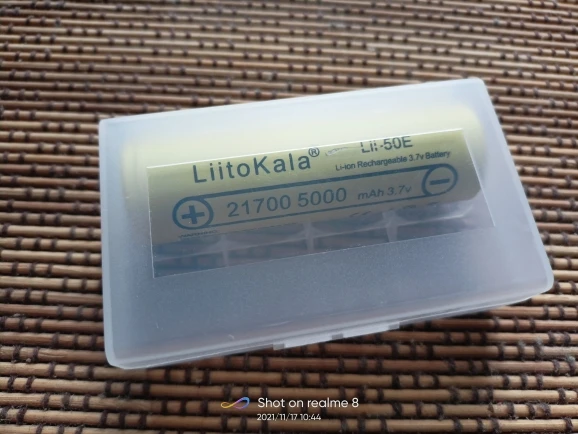 LiitoKala® Lii-50E
Li-ion Rechargeable 3.7v Battery
+ 21700 5000 mAh 3.7v −
Shot on realme 8
2021/11/17 10:44